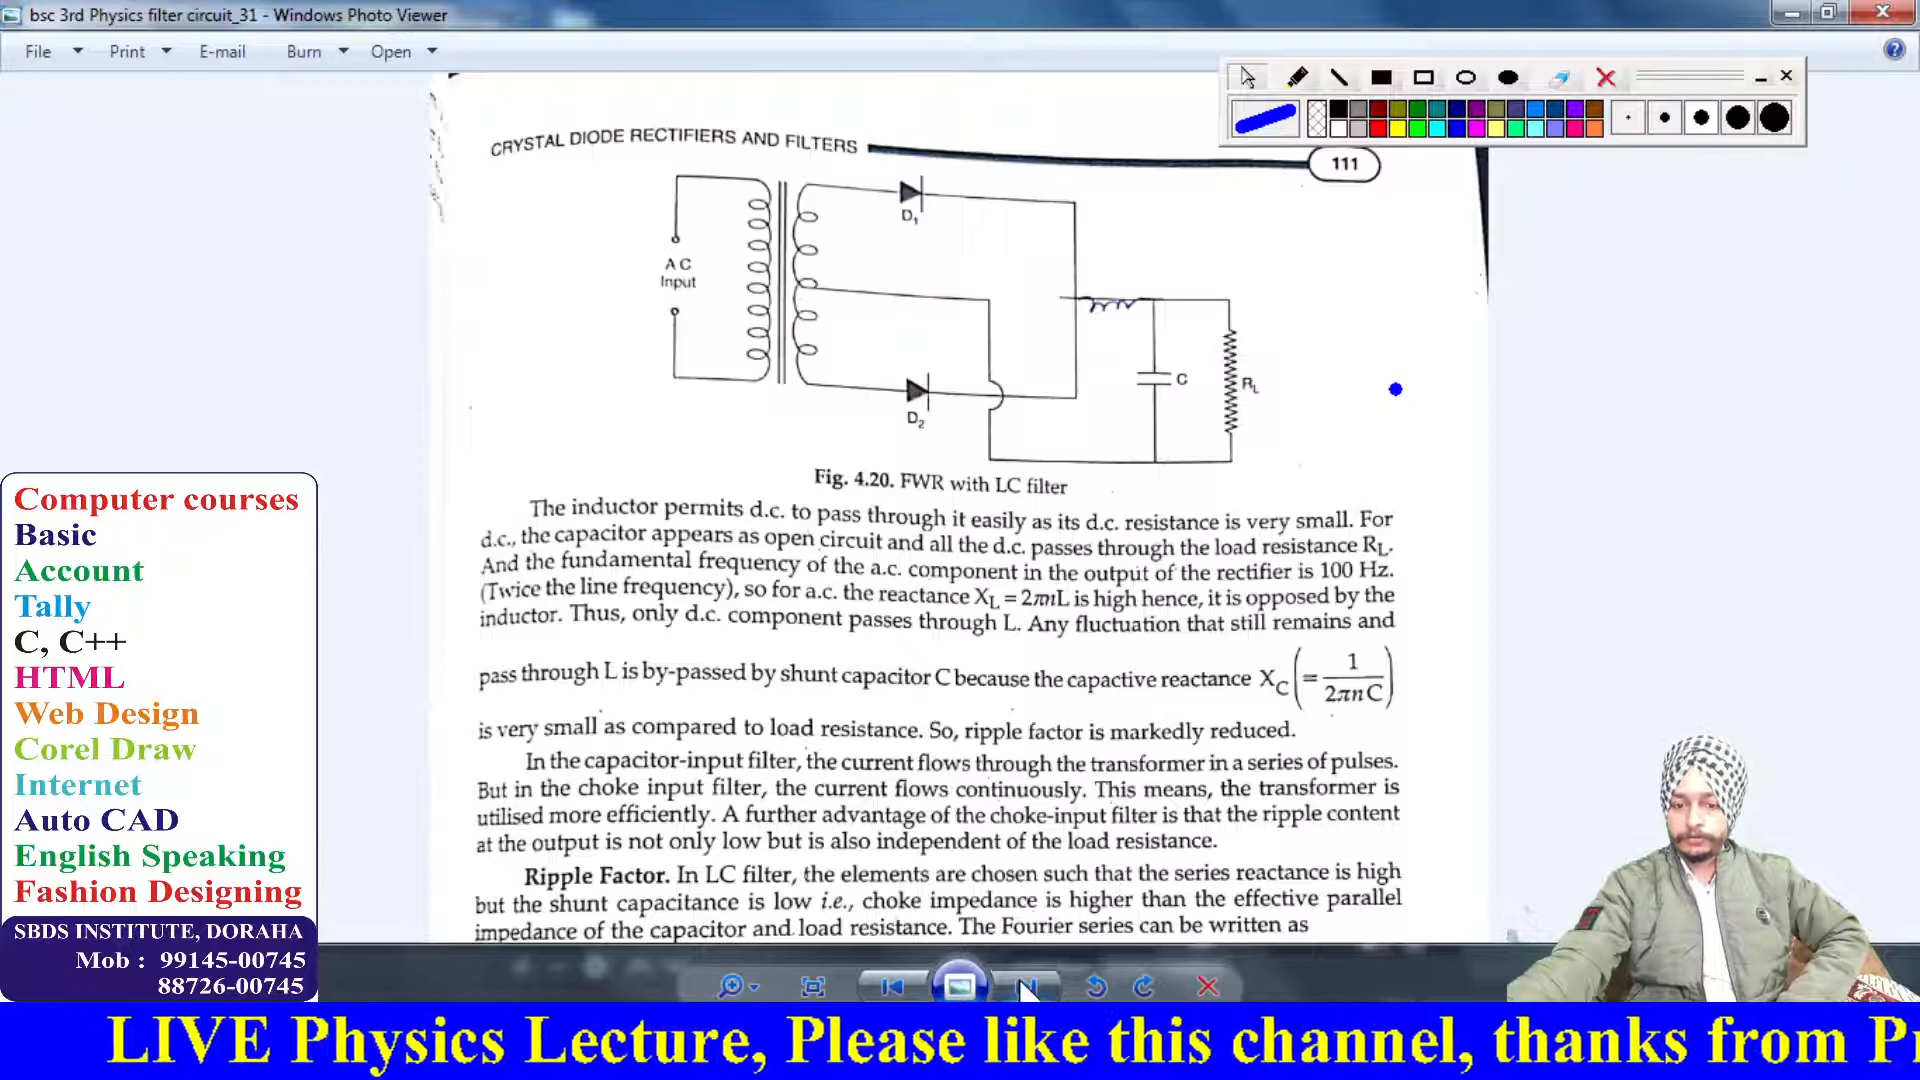 bsc 3rd Physics filter circuit_31 - Windows Photo Viewer
File Print E-mail Burn Open
CRYSTAL DIODE RECTIFIERS AND FILTERS
111
D1
A C
Input
C
RL
D2
Fig. 4.20. FWR with LC filter
The inductor permits d.c. to pass through it easily as its d.c. resistance is very small. For
d.c., the capacitor appears as open circuit and all the d.c. passes through the load resistance RL.
And the fundamental frequency of the a.c. component in the output of the rectifier is 100 Hz.
(Twice the line frequency), so for a.c. the reactance XL = 2πnL is high hence, it is opposed by the
inductor. Thus, only d.c. component passes through L. Any fluctuation that still remains and
pass through L is by-passed by shunt capacitor C because the capactive reactance XC (= 1/2πnC)
is very small as compared to load resistance. So, ripple factor is markedly reduced.
In the capacitor-input filter, the current flows through the transformer in a series of pulses.
But in the choke input filter, the current flows continuously. This means, the transformer is
utilised more efficiently. A further advantage of the choke-input filter is that the ripple content
at the output is not only low but is also independent of the load resistance.
Ripple Factor. In LC filter, the elements are chosen such that the series reactance is high
but the shunt capacitance is low i.e., choke impedance is higher than the effective parallel
impedance of the capacitor and load resistance. The Fourier series can be written as
Computer courses
Basic
Account
Tally
C, C++
HTML
Web Design
Corel Draw
Internet
Auto CAD
English Speaking
Fashion Designing
SBDS INSTITUTE, DORAHA
Mob : 99145-00745
88726-00745
LIVE Physics Lecture, Please like this channel, thanks from